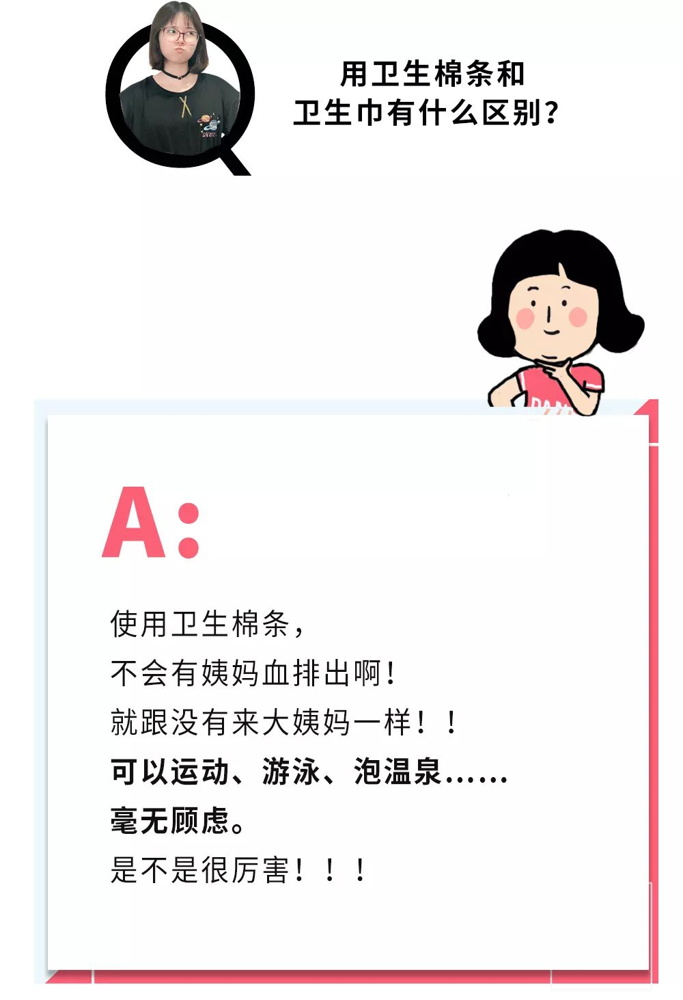 用卫生棉条和
卫生巾有什么区别？
A:
使用卫生棉条，
不会有姨妈血排出啊！
就跟没有来大姨妈一样！！
可以运动、游泳、泡温泉……
毫无顾虑。
是不是很厉害！！！